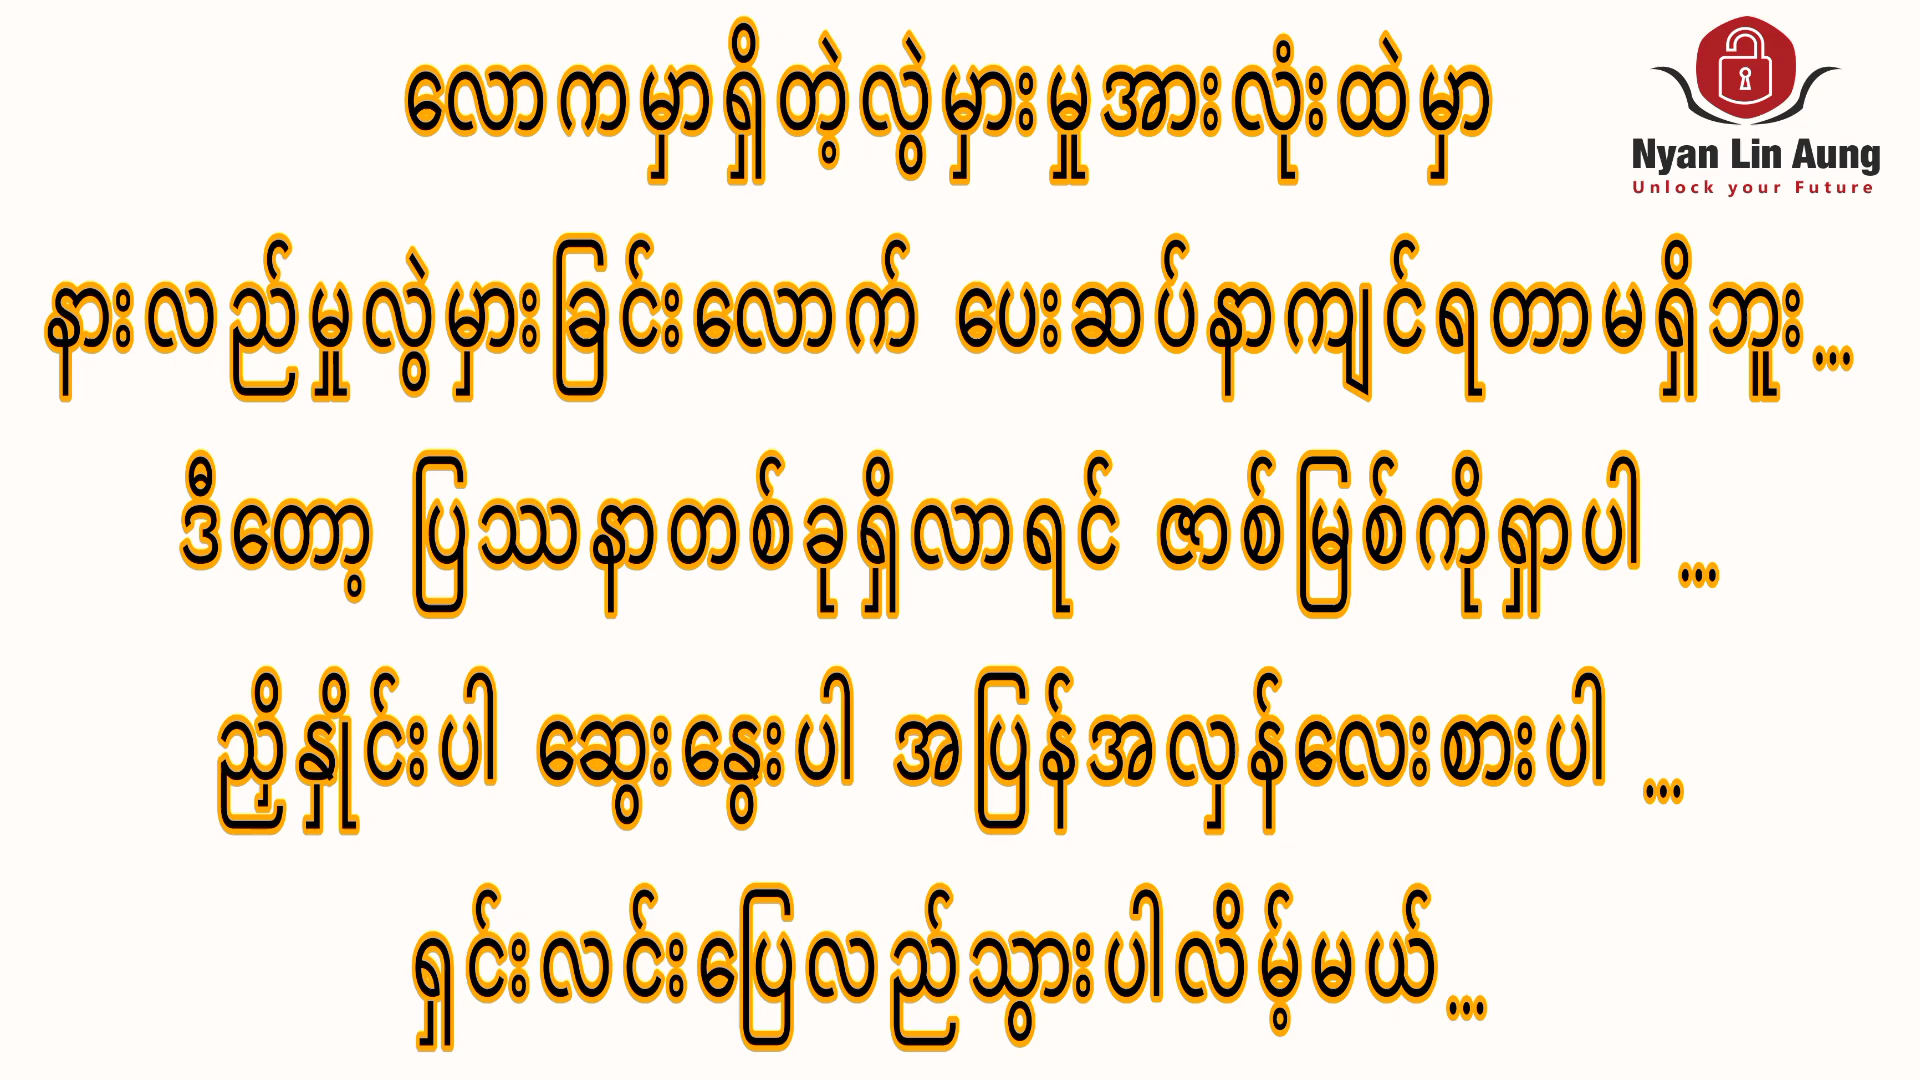 လောကမှာရှိတဲ့လွဲမှားမှုအားလုံးထဲမှာ
Nyan Lin Aung
Unlock your Future
နားလည်မှုလွဲမှားခြင်းလောက် ပေးဆပ်နာကျင်ရတာမရှိဘူး...
ဒီတော့ ပြဿနာတစ်ခုရှိလာရင် ဇာစ်မြစ်ကိုရှာပါ ...
ညှိနှိုင်းပါ ဆွေးနွေးပါ အပြန်အလှန်လေးစားပါ ...
ရှင်းလင်းပြေလည်သွားပါလိမ့်မယ်...